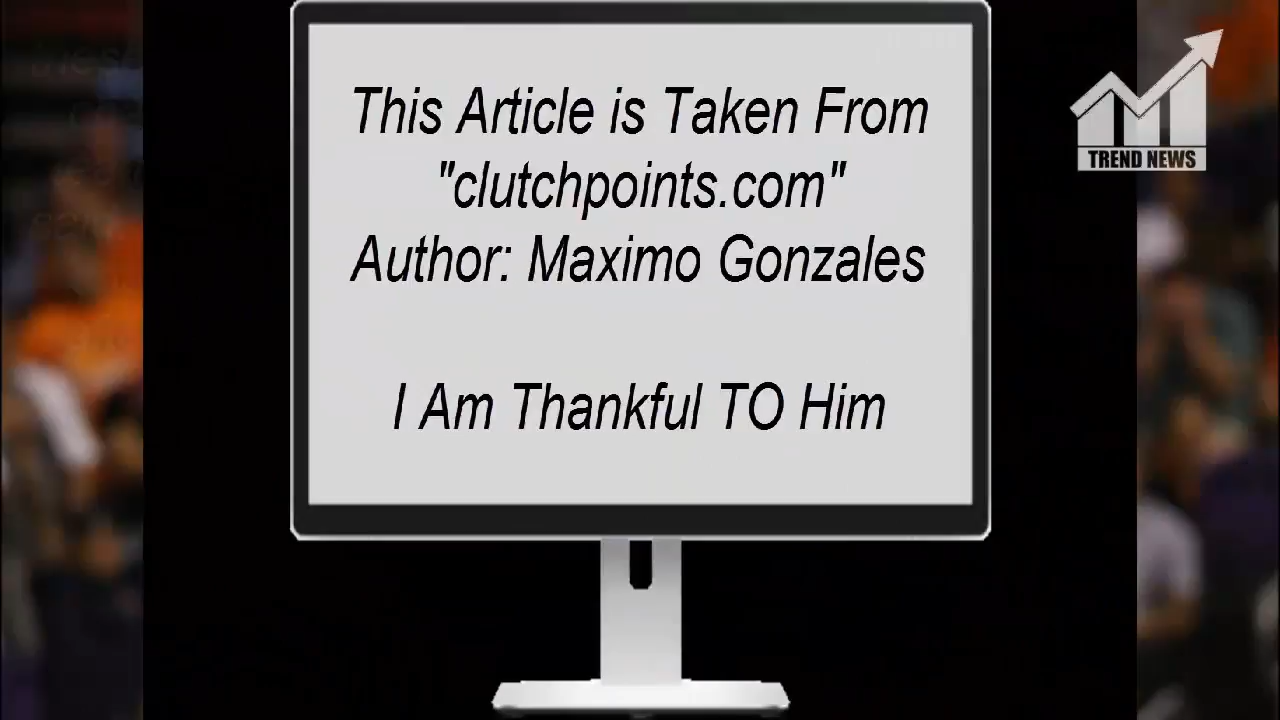 This Article is Taken From
"clutchpoints.com"
Author: Maximo Gonzales
I Am Thankful TO Him
TREND NEWS